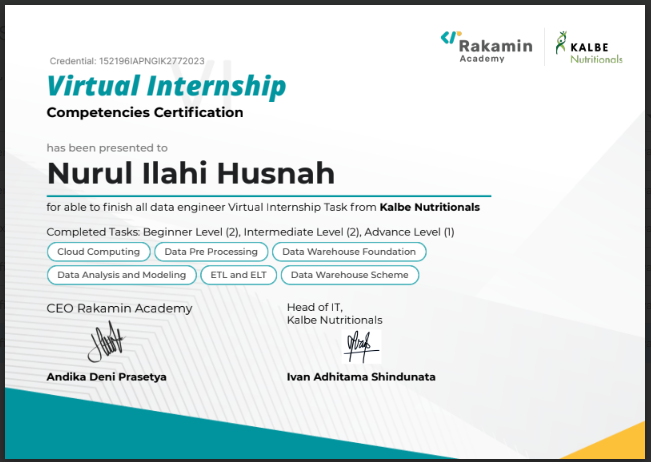 Rakamin
Academy
KALBE
Nutritionals
Credential: 152196IAPNGIK2772023
VI
Virtual Internship
Competencies Certification
has been presented to
Nurul Ilahi Husnah
for able to finish all data engineer Virtual Internship Task from Kalbe Nutritionals
Completed Tasks: Beginner Level (2), Intermediate Level (2), Advance Level (1)
Cloud Computing Data Pre Processing Data Warehouse Foundation
Data Analysis and Modeling ETL and ELT Data Warehouse Scheme
CEO Rakamin Academy
Andika Deni Prasetya
Head of IT,
Kalbe Nutritionals
Ivan Adhitama Shindunata